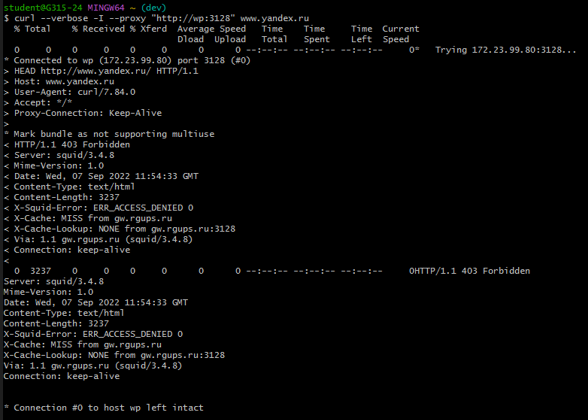 student@G315-24 MINGW64 ~ (dev)
$ curl --verbose -I --proxy "http://wp:3128" www.yandex.ru
% Total % Received % Xferd Average Speed Time Time Time Current
Dload Upload Total Spent Left Speed
0 0 0 0 0 0 0 0 --:--:-- --:--:-- --:--:-- 0* Trying 172.23.99.80:3128...
* Connected to wp (172.23.99.80) port 3128 (#0)
> HEAD http://www.yandex.ru/ HTTP/1.1
> Host: www.yandex.ru
> User-Agent: curl/7.84.0
> Accept: */*
> Proxy-Connection: Keep-Alive
>
* Mark bundle as not supporting multiuse
< HTTP/1.1 403 Forbidden
< Server: squid/3.4.8
< Mime-Version: 1.0
< Date: Wed, 07 Sep 2022 11:54:33 GMT
< Content-Type: text/html
< Content-Length: 3237
< X-Squid-Error: ERR_ACCESS_DENIED 0
< X-Cache: MISS from gw.rgups.ru
< X-Cache-Lookup: NONE from gw.rgups.ru:3128
< Via: 1.1 gw.rgups.ru (squid/3.4.8)
< Connection: keep-alive
<
0 3237 0 0 0 0 0 0 --:--:-- --:--:-- --:--:-- 0HTTP/1.1 403 Forbidden
Server: squid/3.4.8
Mime-Version: 1.0
Date: Wed, 07 Sep 2022 11:54:33 GMT
Content-Type: text/html
Content-Length: 3237
X-Squid-Error: ERR_ACCESS_DENIED 0
X-Cache: MISS from gw.rgups.ru
X-Cache-Lookup: NONE from gw.rgups.ru:3128
Via: 1.1 gw.rgups.ru (squid/3.4.8)
Connection: keep-alive
* Connection #0 to host wp left intact